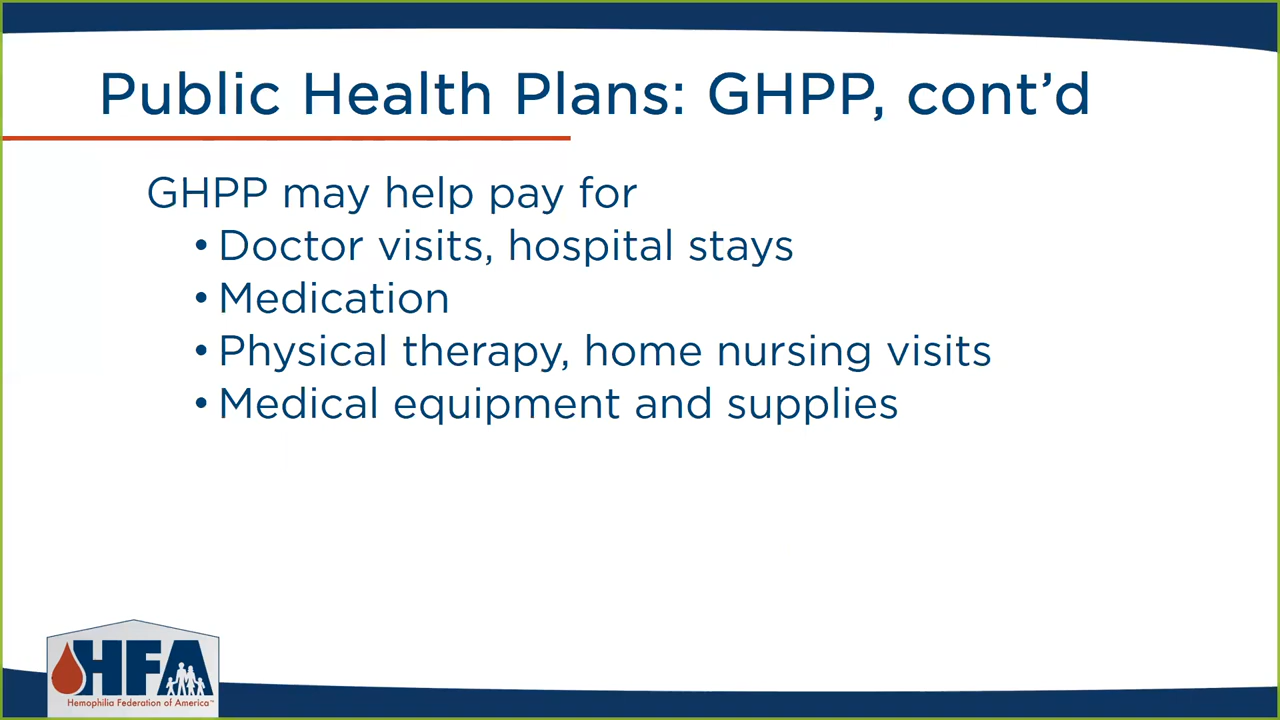 Public Health Plans: GHPP, cont’d
GHPP may help pay for
• Doctor visits, hospital stays
• Medication
• Physical therapy, home nursing visits
• Medical equipment and supplies
HFA
Hemophilia Federation of America™